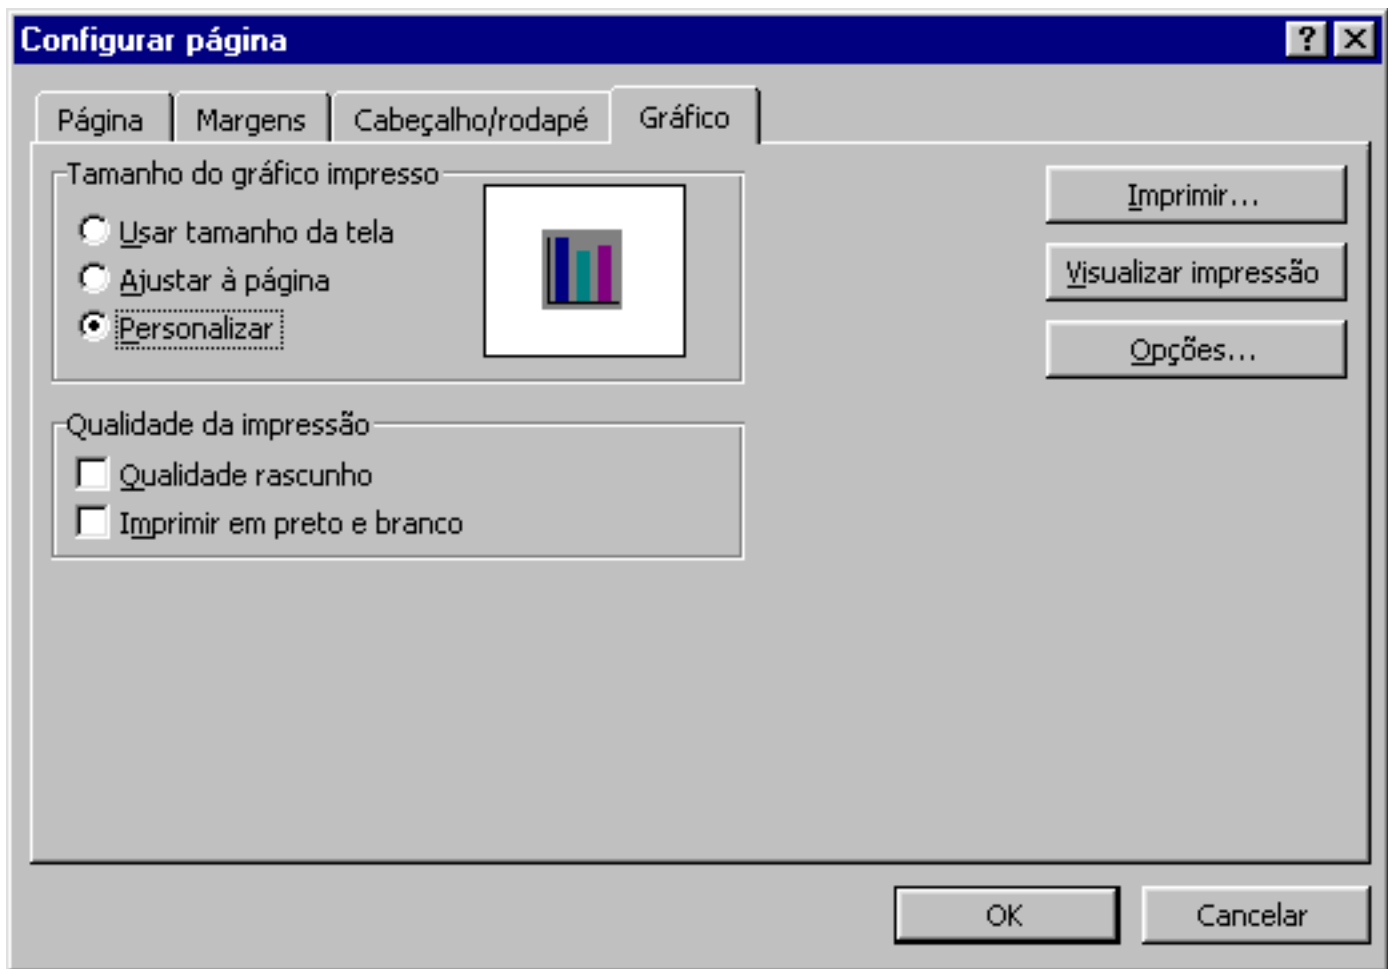 Configurar página
Página
Margens
Cabeçalho/rodapé
Gráfico
Tamanho do gráfico impresso
Usar tamanho da tela
Ajustar à página
Personalizar
Imprimir...
Visualizar impressão
Opções...
Qualidade da impressão
Qualidade rascunho
Imprimir em preto e branco
OK
Cancelar